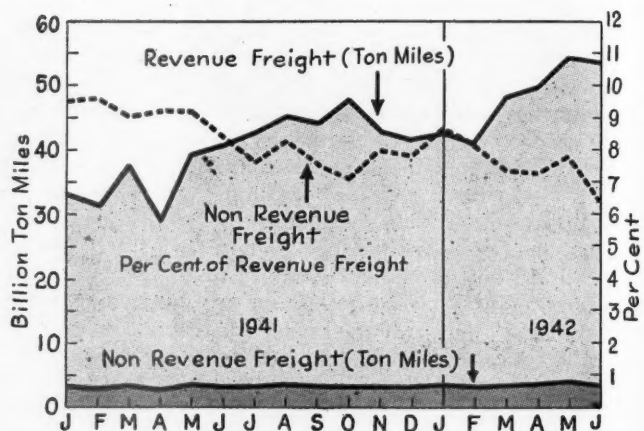 60
50
40
30
20
10
0
Billion Ton Miles
Revenue Freight (Ton Miles)
Non Revenue
Freight
Per Cent of Revenue Freight
1941
1942
Non Revenue Freight (Ton Miles)
12
11
10
9
8
7
6
5
4
3
2
1
Per Cent
J F M A M J J A S O N D J F M A M J